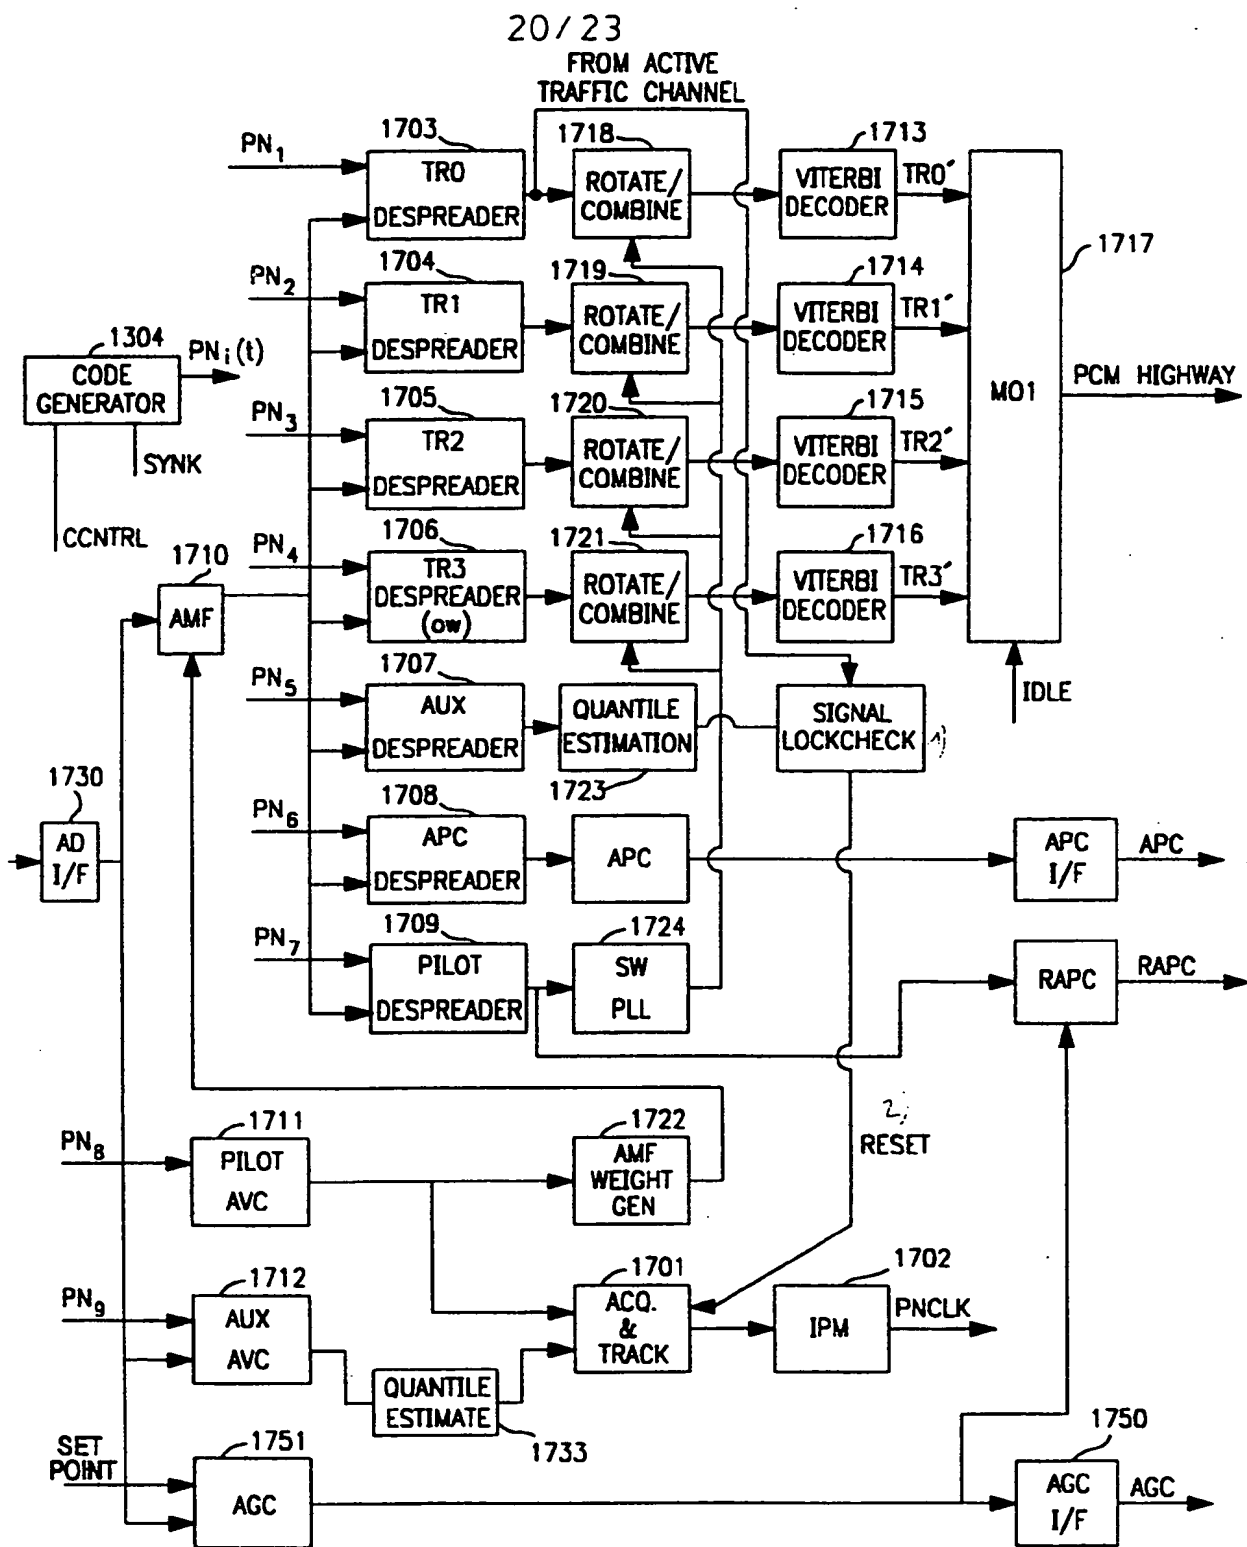 20/23
FROM ACTIVE
TRAFFIC CHANNEL
1703
1718
1713
PN1
TR0
DESPREADER
ROTATE/
COMBINE
VITERBI
DECODER
TR0'
1717
1704
1719
1714
PN2
TR1
DESPREADER
ROTATE/
COMBINE
VITERBI
DECODER
TR1'
1304
CODE
GENERATOR
PNi(t)
SYNK
CCNTRL
M01
PCM HIGHWAY
1705
1720
1715
PN3
TR2
DESPREADER
ROTATE/
COMBINE
VITERBI
DECODER
TR2'
1706
1721
1716
PN4
TR3
DESPREADER
(OW)
ROTATE/
COMBINE
VITERBI
DECODER
TR3'
1710
AMF
IDLE
1707
PN5
AUX
DESPREADER
QUANTILE
ESTIMATION
1723
SIGNAL
LOCKCHECK
1)
1730
AD
I/F
1708
PN6
APC
DESPREADER
APC
APC
I/F
APC
1709
1724
PN7
PILOT
DESPREADER
SW
PLL
RAPC
RAPC
1711
1722
2)
RESET
PN8
PILOT
AVC
AMF
WEIGHT
GEN
1712
1701
1702
PN9
AUX
AVC
ACQ.
&
TRACK
IPM
PNCLK
QUANTILE
ESTIMATE
1733
SET
POINT
1751
AGC
1750
AGC
I/F
AGC